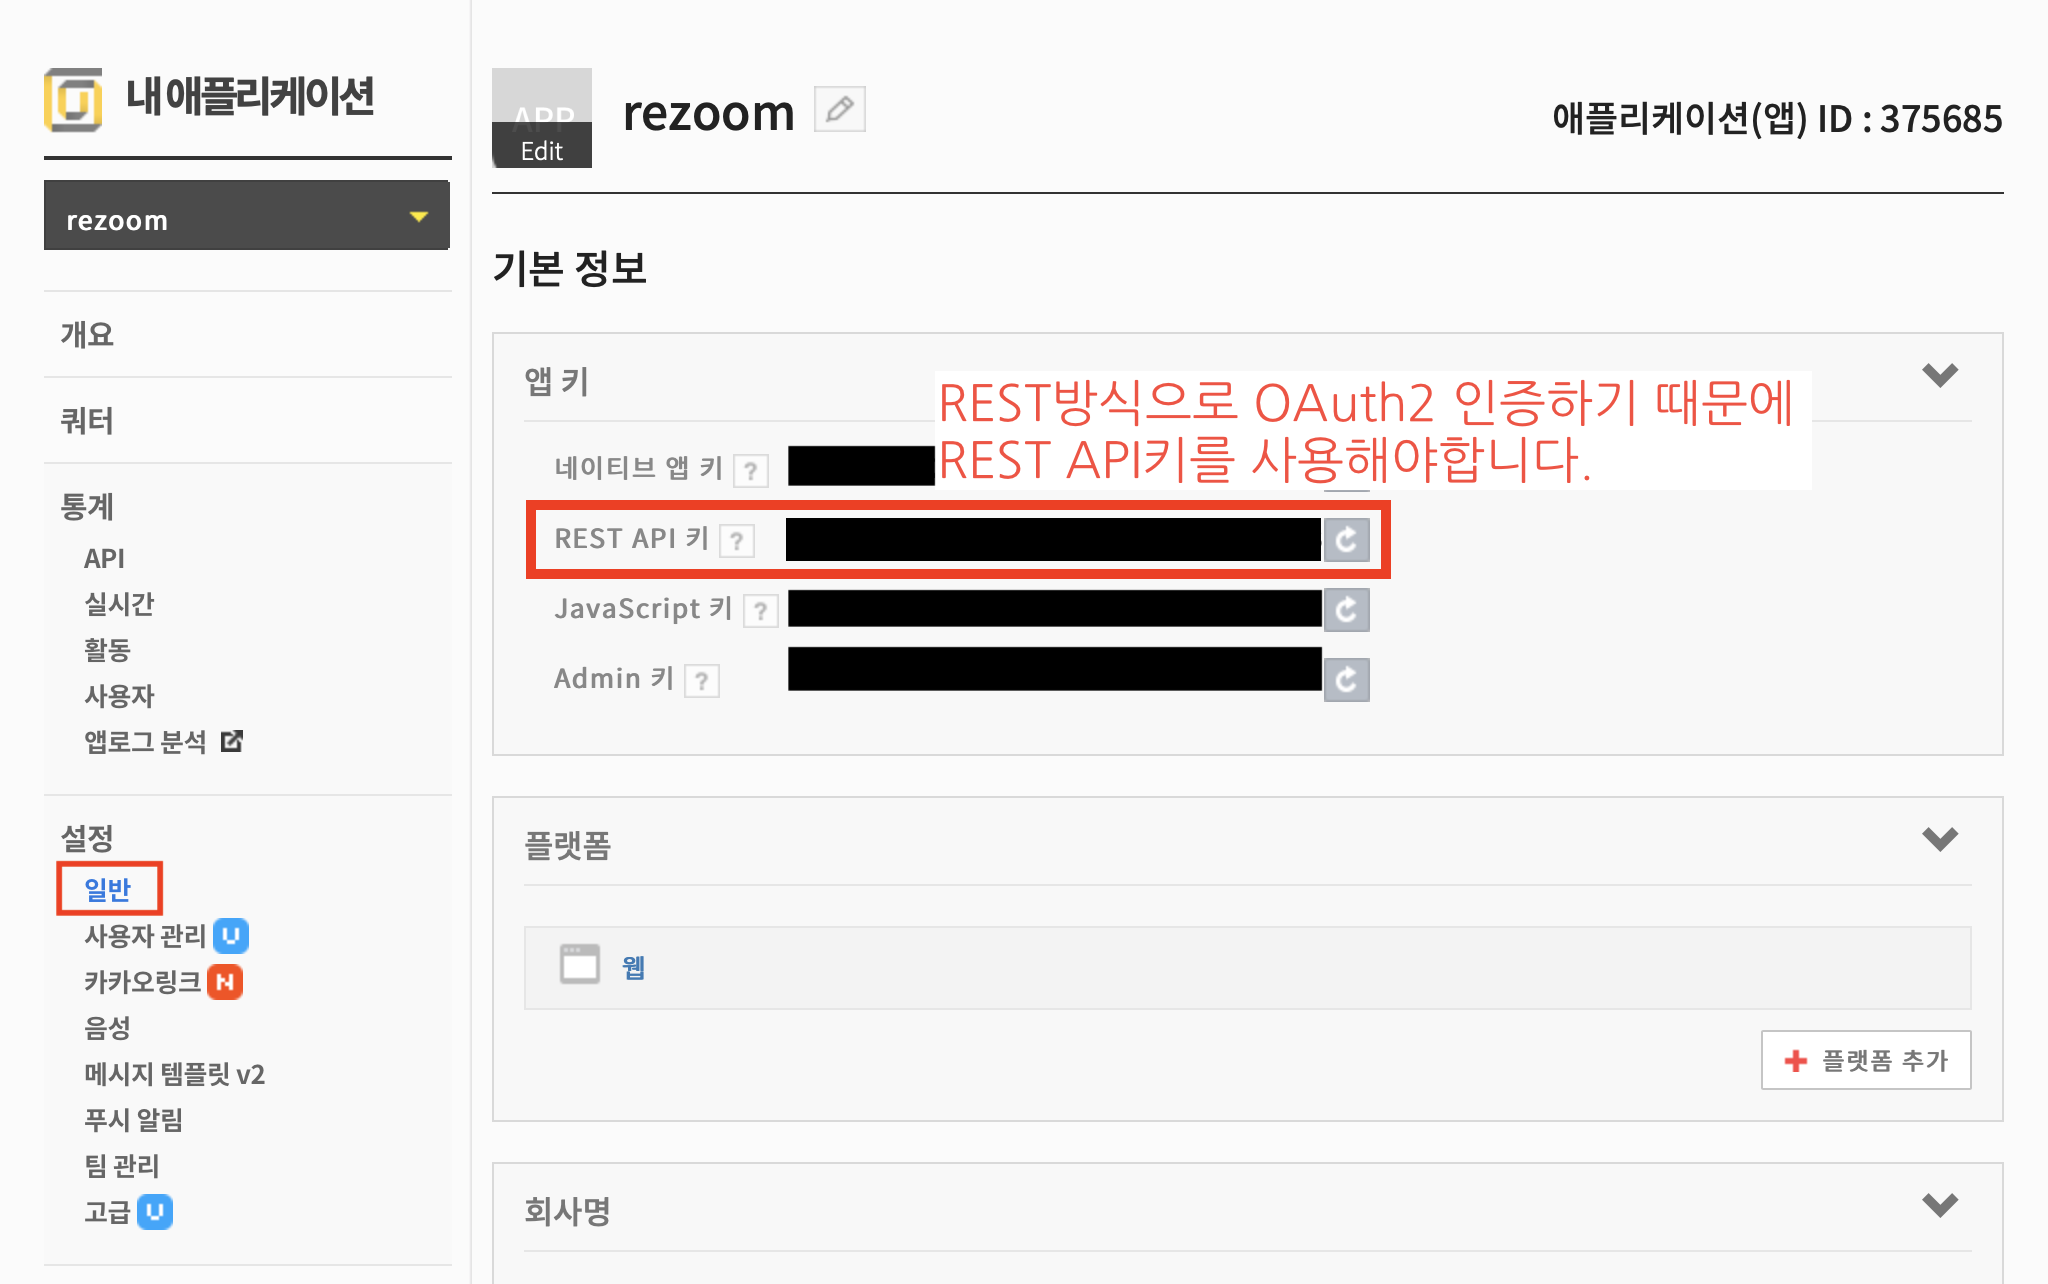 내 애플리케이션
rezoom
개요
쿼터
통계
API
실시간
활동
사용자
앱로그 분석
설정
일반
사용자 관리 U
카카오링크 N
음성
메시지 템플릿 v2
푸시 알림
팀 관리
고급 U
APP
Edit
rezoom
애플리케이션(앱) ID : 375685
기본 정보
앱 키
REST방식으로 OAuth2 인증하기 때문에
REST API키를 사용해야합니다.
네이티브 앱 키 ?
REST API 키 ?
JavaScript 키 ?
Admin 키 ?
플랫폼
웹
플랫폼 추가
회사명